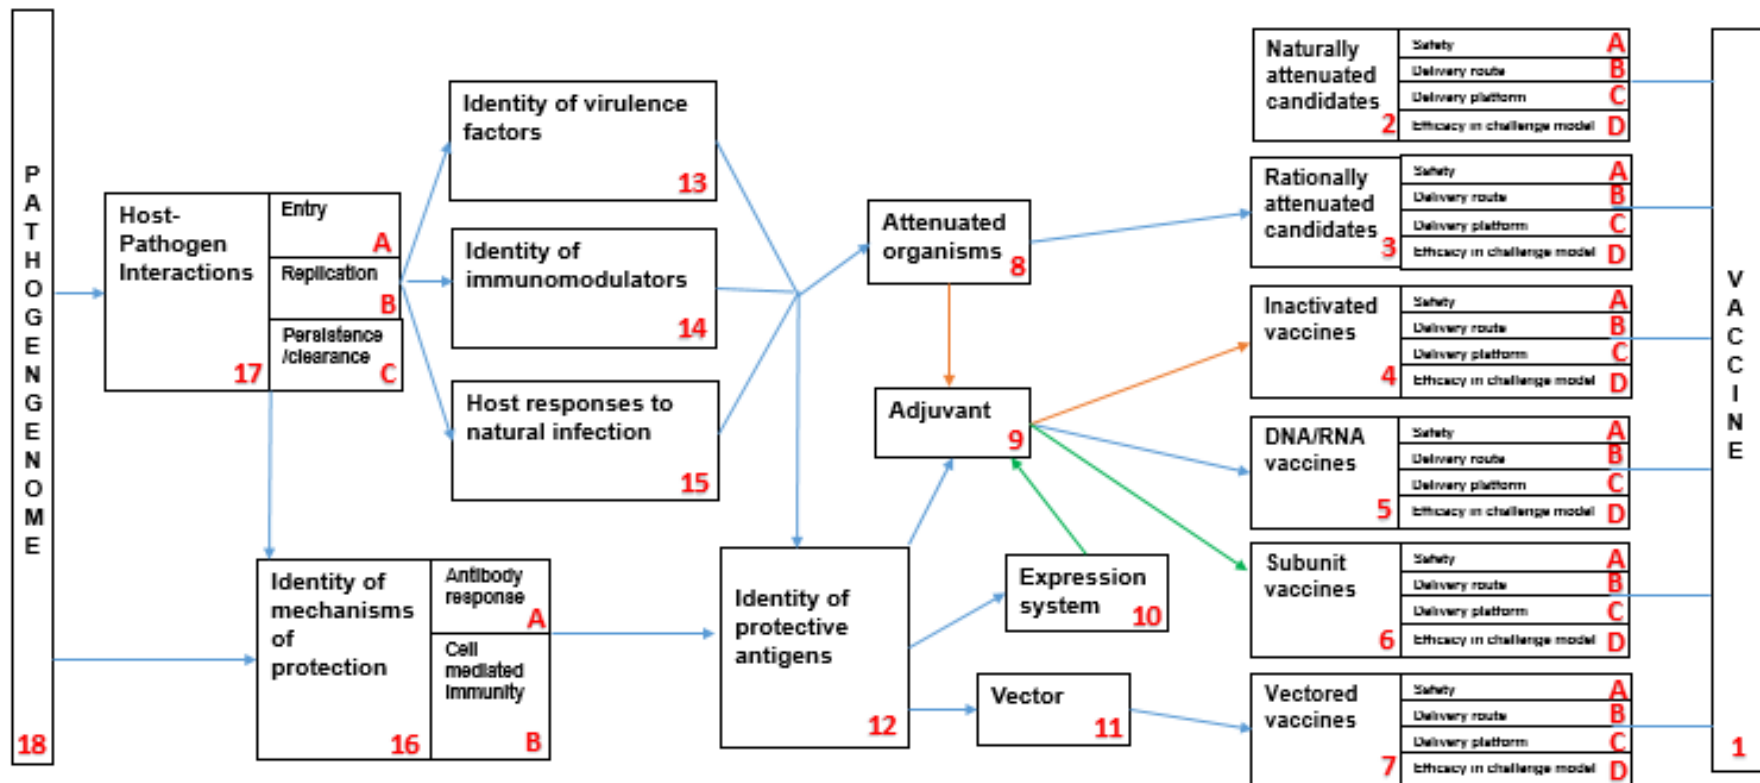 PATHOGENGENOME
18
Host-
Pathogen
Interactions
17
Entry
A
Replication
B
Persistence
/clearance
C
Identity of
mechanisms
of
protection
16
Antibody
response
A
Cell
mediated
immunity
B
Identity of virulence
factors
13
Identity of
immunomodulators
14
Host responses to
natural infection
15
Identity of
protective
antigens
12
Attenuated
organisms
8
Adjuvant
9
Expression
system
10
Vector
11
Naturally
attenuated
candidates
2
Safety A
Delivery route B
Delivery platform C
Efficacy in challenge model D
Rationally
attenuated
candidates
3
Safety A
Delivery route B
Delivery platform C
Efficacy in challenge model D
Inactivated
vaccines
4
Safety A
Delivery route B
Delivery platform C
Efficacy in challenge model D
DNA/RNA
vaccines
5
Safety A
Delivery route B
Delivery platform C
Efficacy in challenge model D
Subunit
vaccines
6
Safety A
Delivery route B
Delivery platform C
Efficacy in challenge model D
Vectored
vaccines
7
Safety A
Delivery route B
Delivery platform C
Efficacy in challenge model D
VACCINE
1